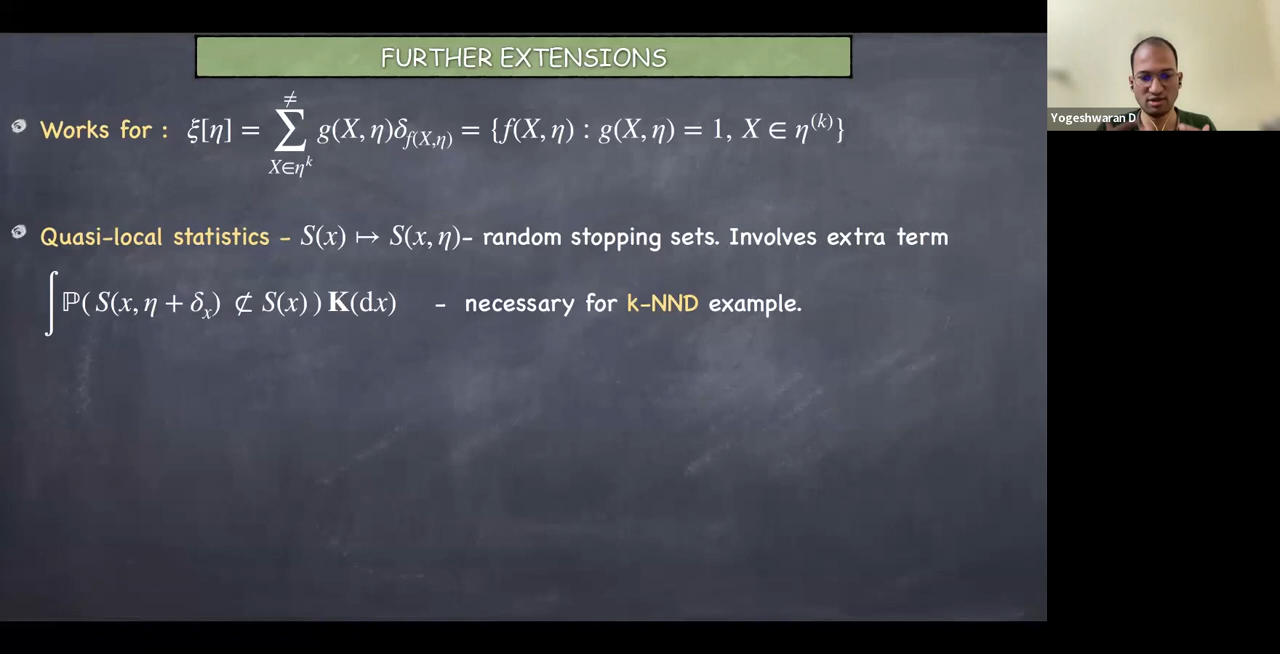 FURTHER EXTENSIONS
Works for : ξ[η] = ∑_{X∈η^k}^{≠} g(X, η)δ_{f(X,η)} = {f(X, η) : g(X, η) = 1, X ∈ η^{(k)}}
Quasi-local statistics - S(x) ↦ S(x, η)- random stopping sets. Involves extra term
∫ ℙ( S(x, η + δ_x) ⊄ S(x) ) K(dx) - necessary for k-NND example.
Yogeshwaran D